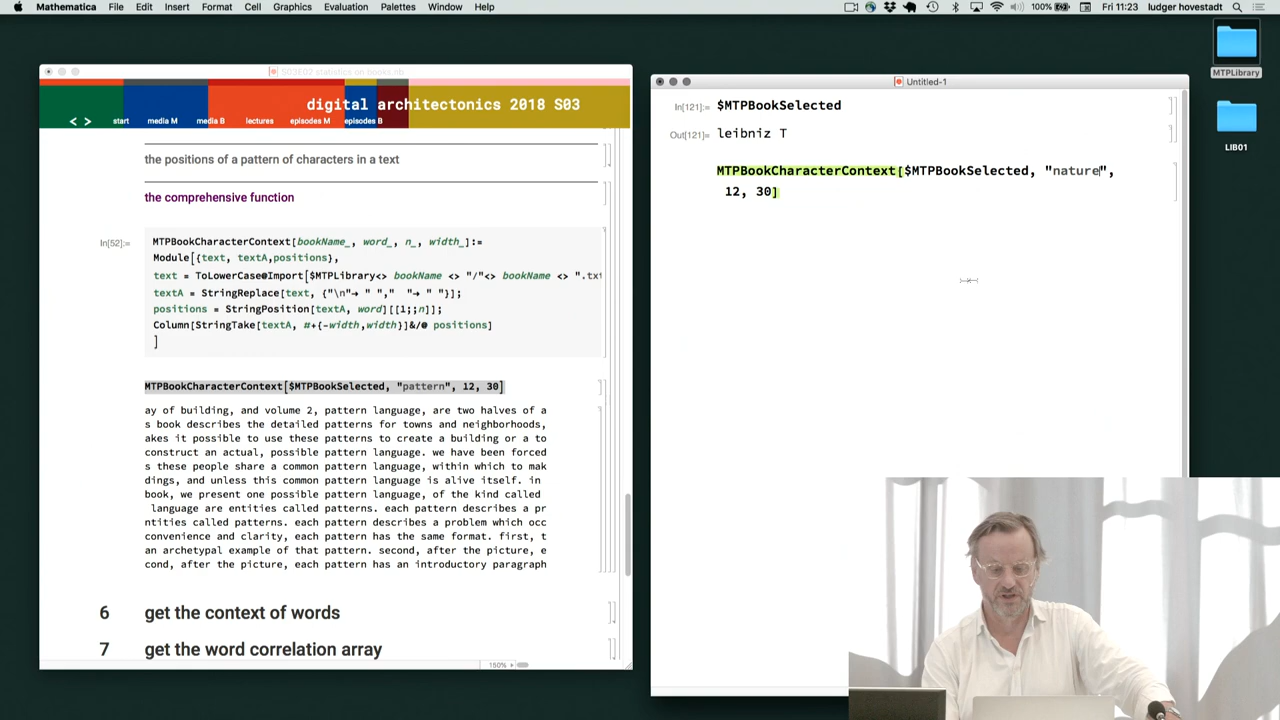 Mathematica File Edit Insert Format Cell Graphics Evaluation Palettes Window Help 100% Fri 11:23 ludger hovestadt
S03E02 statistics on books.nb
digital architectonics 2018 S03
< > start media M media B lectures episodes M episodes B
the positions of a pattern of characters in a text
the comprehensive function
In[52]:= MTPBookCharacterContext[bookName_, word_, n_, width_]:=
Module[{text, textA,positions},
text = ToLowerCase@Import[$MTPLibrary<> bookName <> "/"<> bookName <> ".txt
textA = StringReplace[text, {"\n"→ " "," "→ " "}];
positions = StringPosition[textA, word][[1;;n]];
Column[StringTake[textA, #+{-width,width}]&/@ positions]
]
MTPBookCharacterContext[$MTPBookSelected, "pattern", 12, 30]
ay of building, and volume 2, pattern language, are two halves of a
s book describes the detailed patterns for towns and neighborhoods,
akes it possible to use these patterns to create a building or a to
construct an actual, possible pattern language. we have been forced
s these people share a common pattern language, within which to mak
dings, and unless this common pattern language is alive itself. in
book, we present one possible pattern language, of the kind called
language are entities called patterns. each pattern describes a pr
ntities called patterns. each pattern describes a problem which occ
convenience and clarity, each pattern has the same format. first, t
an archetypal example of that pattern. second, after the picture, e
cond, after the picture, each pattern has an introductory paragraph
6 get the context of words
7 get the word correlation array
150%
Untitled-1
In[121]:= $MTPBookSelected
Out[121]= leibniz T
MTPBookCharacterContext[$MTPBookSelected, "nature",
12, 30]
MTPLibrary
LIB01